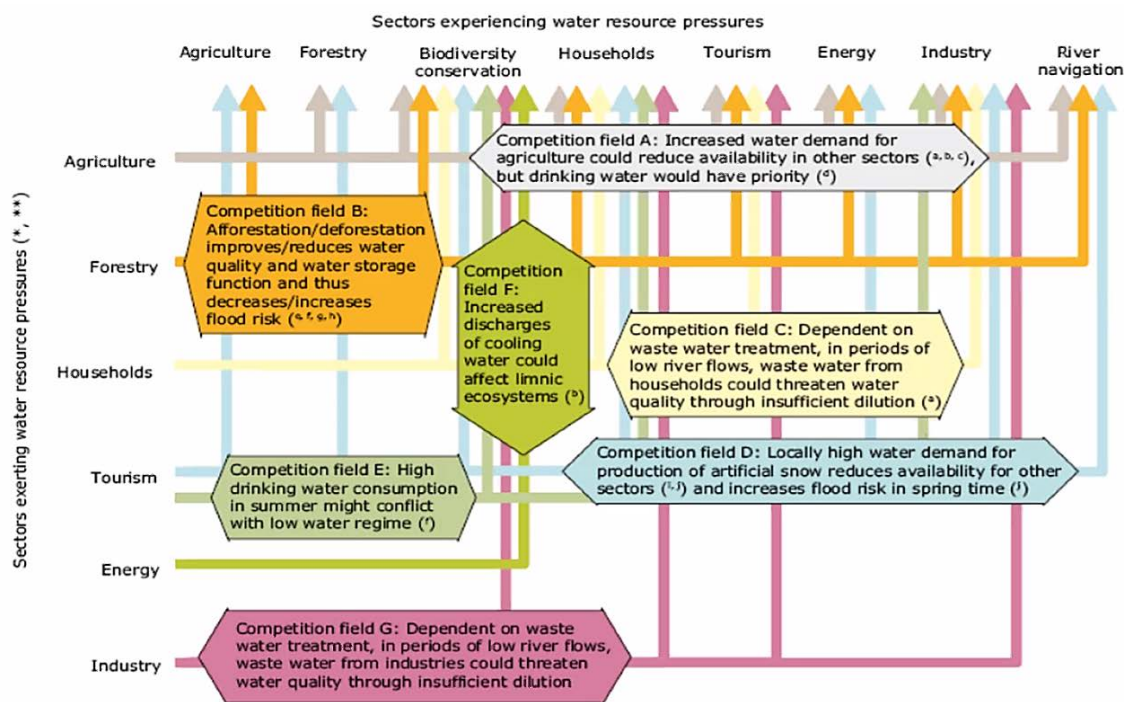 Sectors experiencing water resource pressures
Agriculture
Forestry
Biodiversity
conservation
Households
Tourism
Energy
Industry
River
navigation
Sectors exerting water resource pressures (*, **)
Agriculture
Competition field A: Increased water demand for
agriculture could reduce availability in other sectors (a, b, c),
but drinking water would have priority (d)
Competition field B:
Afforestation/deforestation
improves/reduces water
quality and water storage
function and thus
decreases/increases
flood risk (e, f, g, h)
Forestry
Competition
field F:
Increased
discharges
of cooling
water could
affect limnic
ecosystems (b)
Households
Competition field C: Dependent on
waste water treatment, in periods of
low river flows, waste water from
households could threaten water
quality through insufficient dilution (a)
Tourism
Competition field D: Locally high water demand for
production of artificial snow reduces availability for other
sectors (i, j) and increases flood risk in spring time (j)
Competition field E: High
drinking water consumption
in summer might conflict
with low water regime (f)
Energy
Industry
Competition field G: Dependent on waste
water treatment, in periods of low river flows,
waste water from industries could threaten
water quality through insufficient dilution